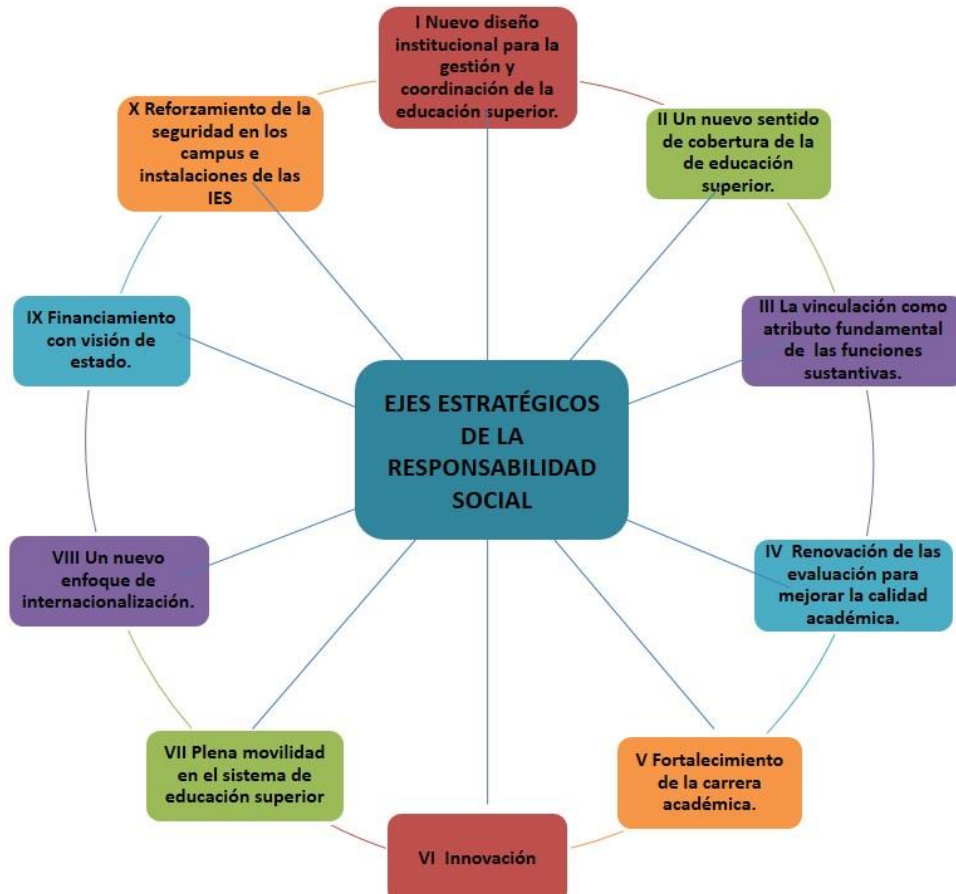 I Nuevo diseño
institucional para la
gestión y
coordinación de la
educación superior.
II Un nuevo sentido
de cobertura de la
de educación
superior.
III La vinculación como
atributo fundamental
de las funciones
sustantivas.
IV Renovación de las
evaluación para
mejorar la calidad
académica.
V Fortalecimiento
de la carrera
académica.
VI Innovación
VII Plena movilidad
en el sistema de
educación superior
VIII Un nuevo
enfoque de
internacionalización.
IX Financiamiento
con visión de
estado.
X Reforzamiento de la
seguridad en los
campus e
instalaciones de las
IES
EJES ESTRATÉGICOS
DE LA
RESPONSABILIDAD
SOCIAL